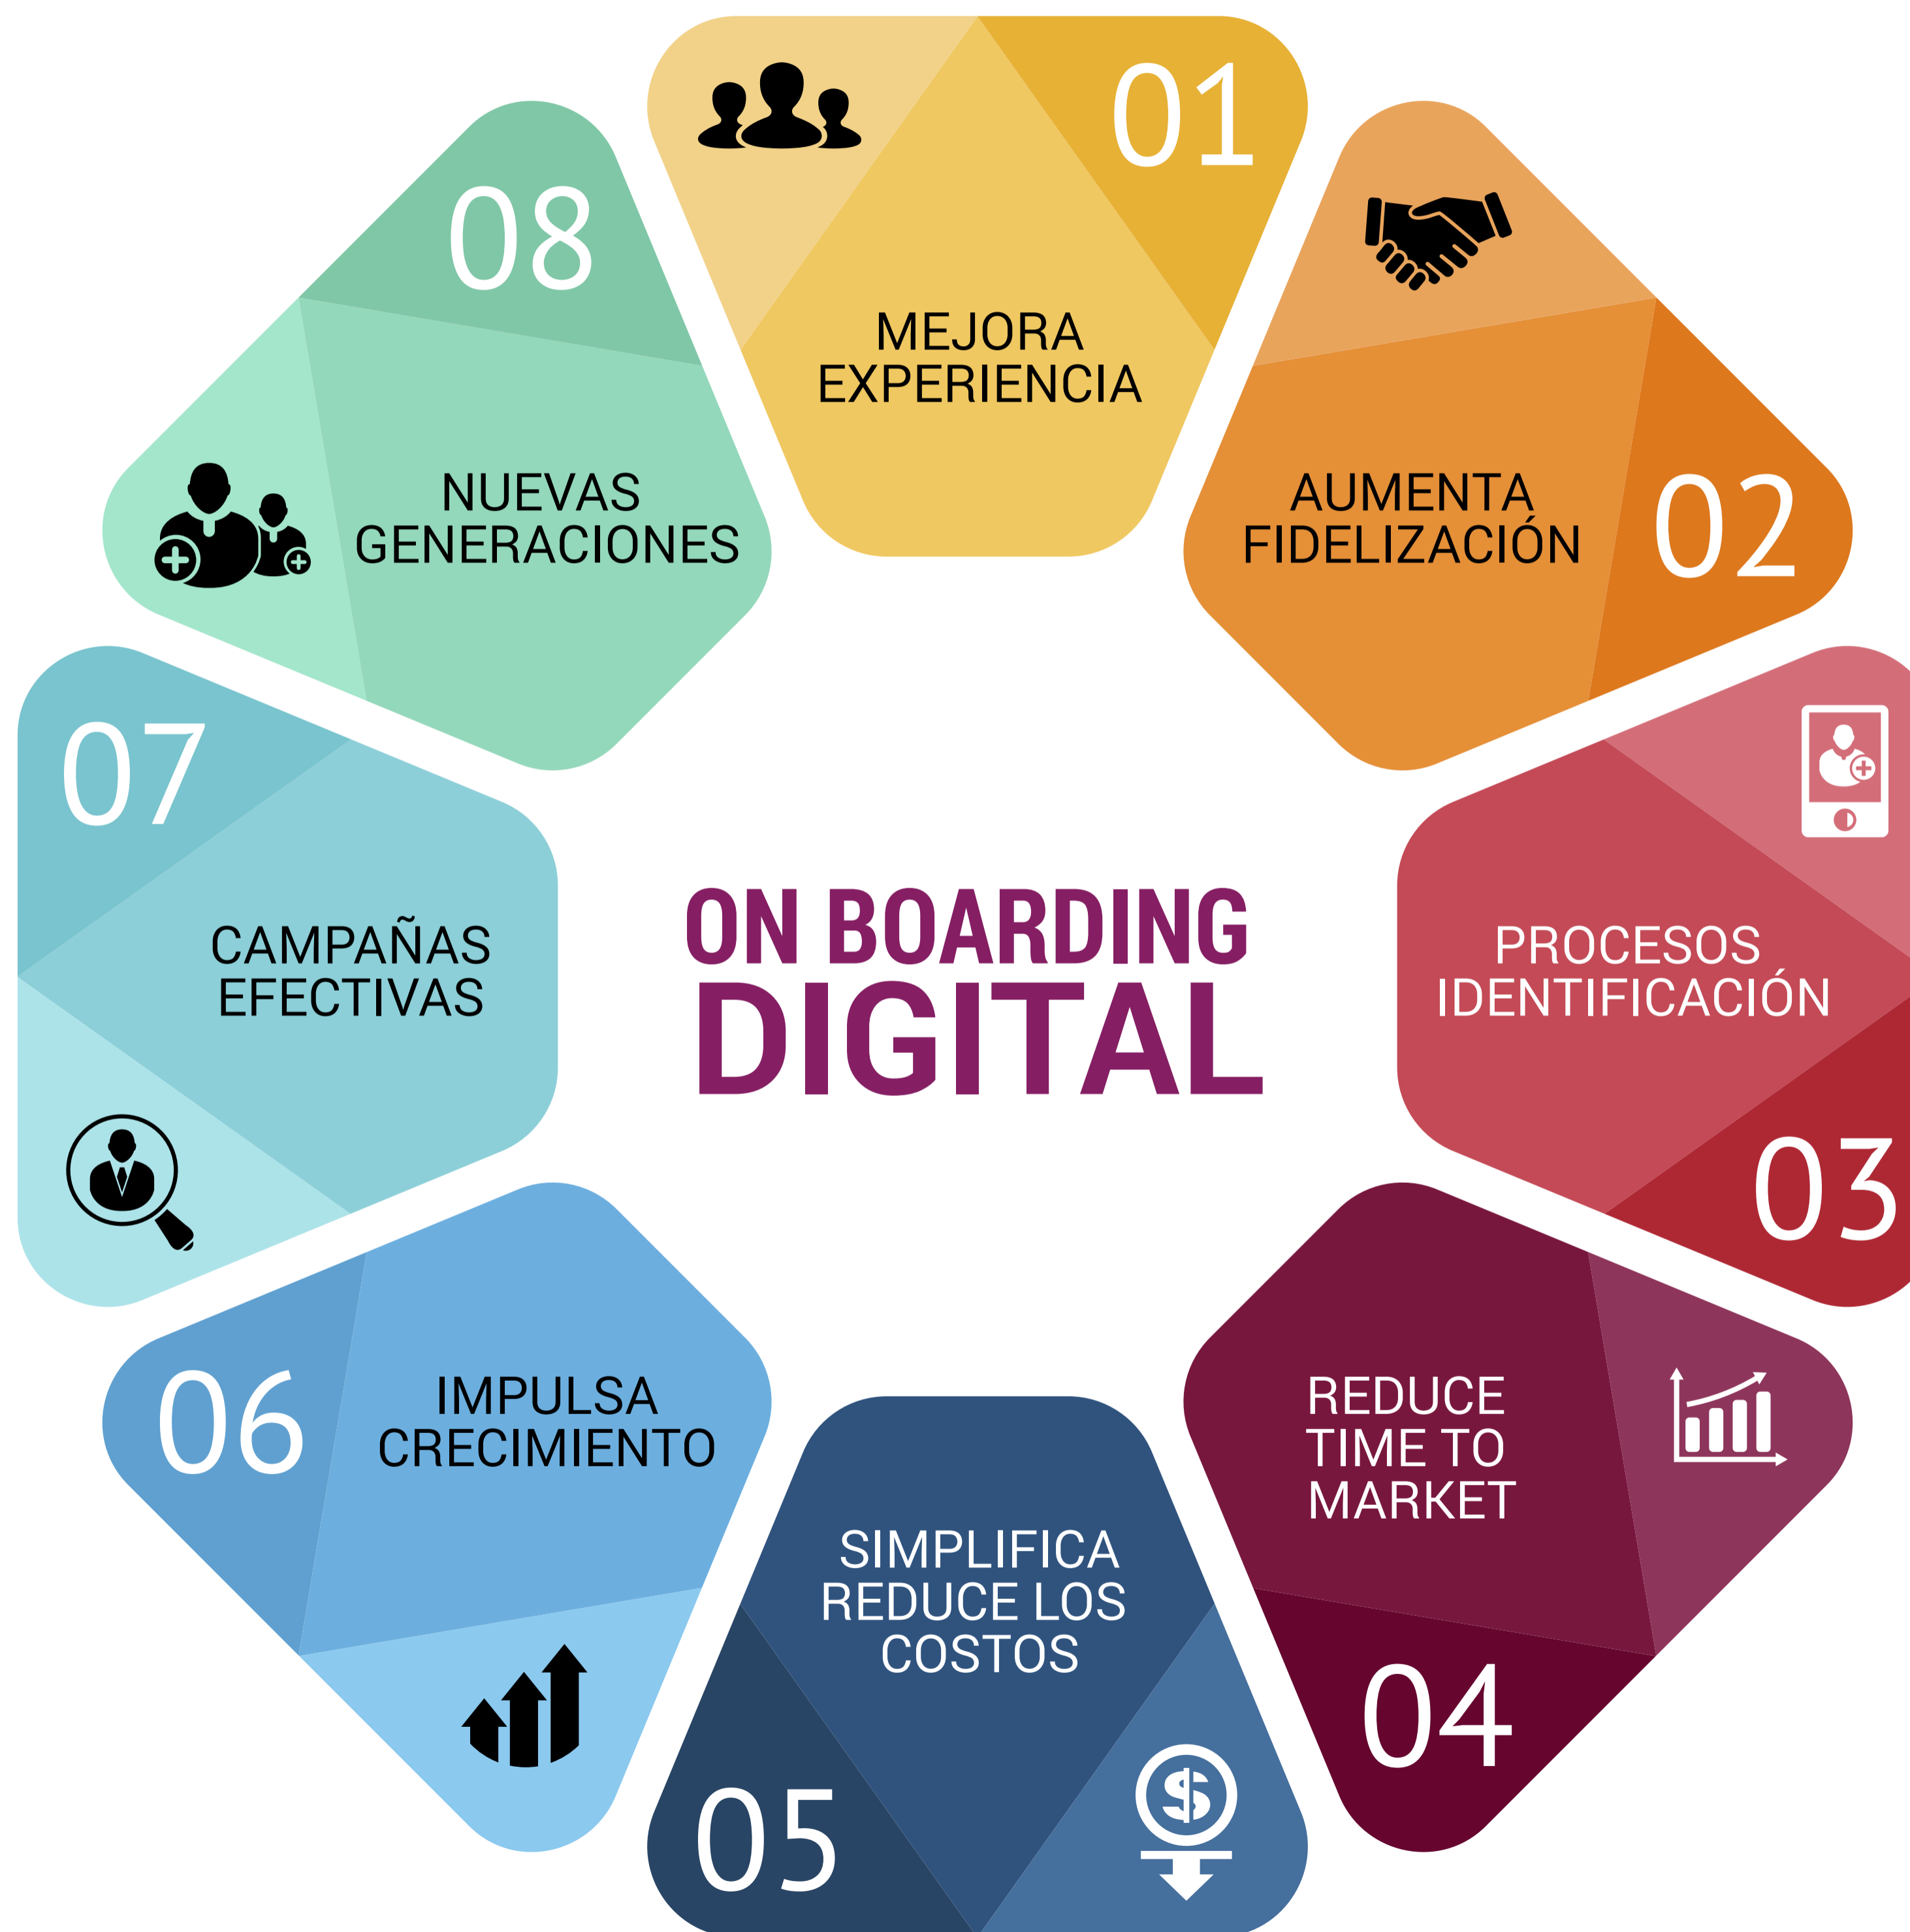 01
MEJORA
EXPERIENCIA
02
AUMENTA
FIDELIZACIÓN
03
PROCESOS
IDENTIFICACIÓN
04
REDUCE
TIME TO
MARKET
05
SIMPLIFICA
REDUCE LOS
COSTOS
06
IMPULSA
CRECIMIENTO
07
CAMPAÑAS
EFECTIVAS
08
NUEVAS
GENERACIONES
ON BOARDING
DIGITAL